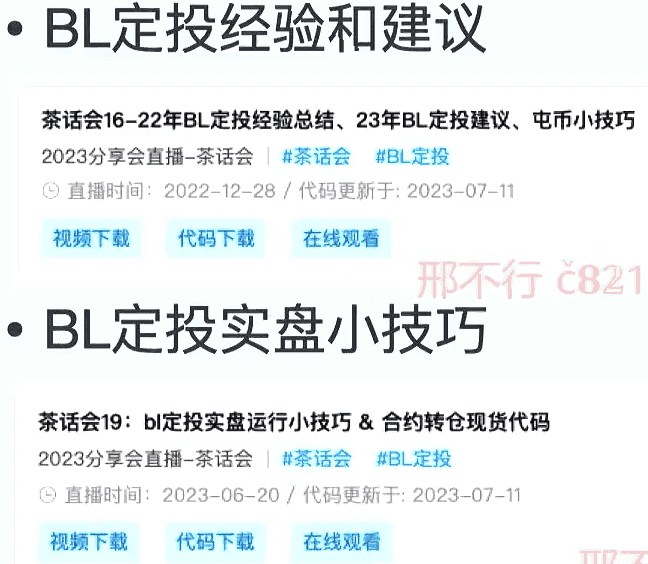 • BL定投经验和建议
茶话会16-22年BL定投经验总结、23年BL定投建议、屯币小技巧
2023分享会直播-茶话会 | #茶话会 #BL定投
直播时间：2022-12-28 / 代码更新于: 2023-07-11
视频下载 代码下载 在线观看
邢不行 č821
• BL定投实盘小技巧
茶话会19：bl定投实盘运行小技巧 & 合约转仓现货代码
2023分享会直播-茶话会 | #茶话会 #BL定投
直播时间：2023-06-20 / 代码更新于: 2023-07-11
视频下载 代码下载 在线观看